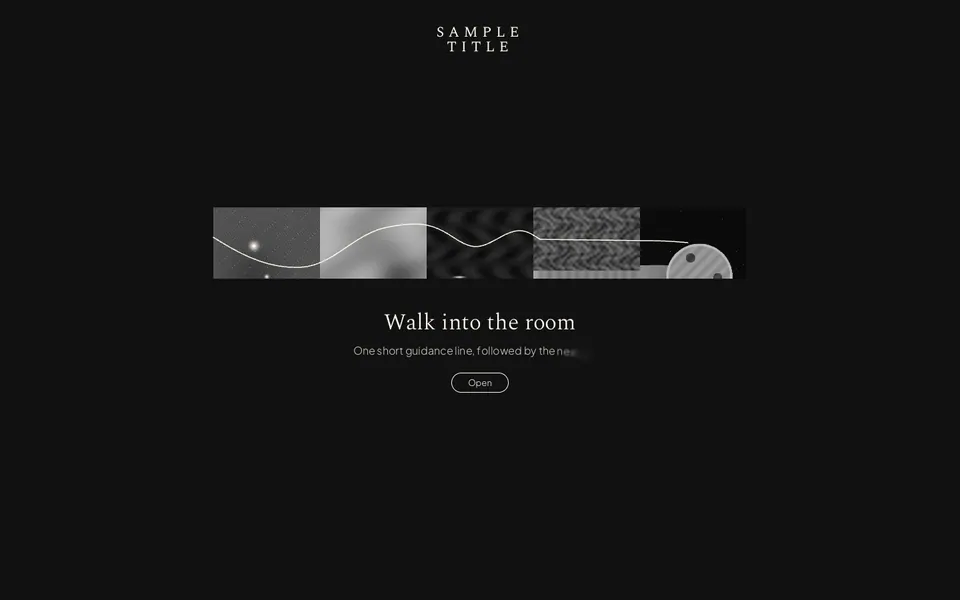 SAMPLE
TITLE
Walk into the room
One short guidance line, followed by the
Open